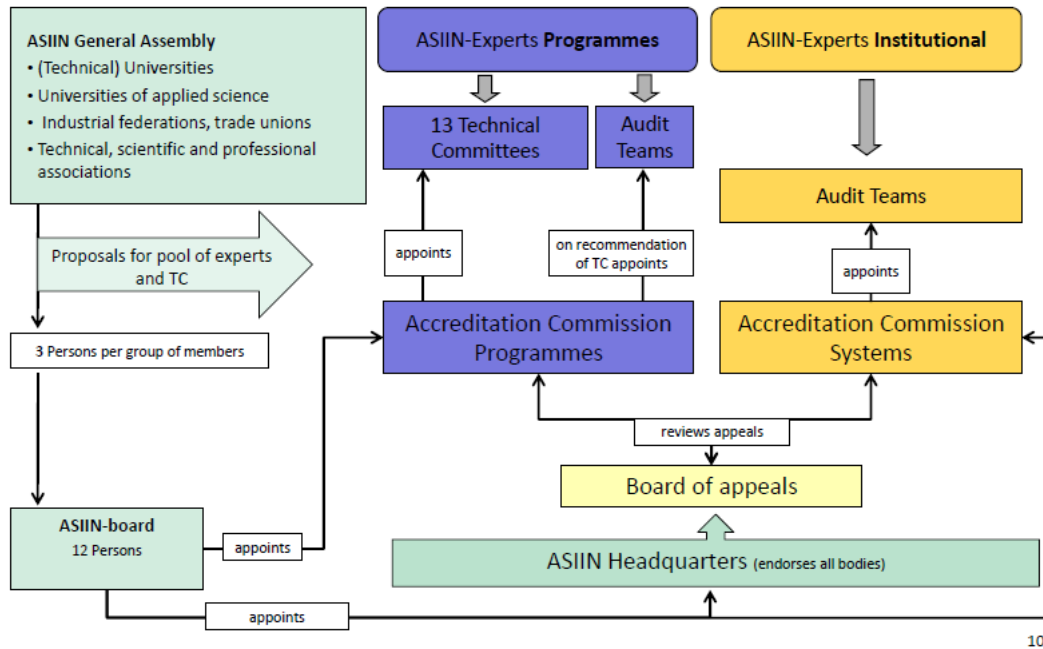 ASIIN General Assembly
• (Technical) Universities
• Universities of applied science
• Industrial federations, trade unions
• Technical, scientific and professional
associations
ASIIN-Experts Programmes
ASIIN-Experts Institutional
13 Technical
Committees
Audit
Teams
Audit Teams
Proposals for pool of experts
and TC
appoints
on recommendation
of TC appoints
appoints
3 Persons per group of members
Accreditation Commission
Programmes
Accreditation Commission
Systems
reviews appeals
Board of appeals
ASIIN-board
12 Persons
appoints
ASIIN Headquarters (endorses all bodies)
appoints
10